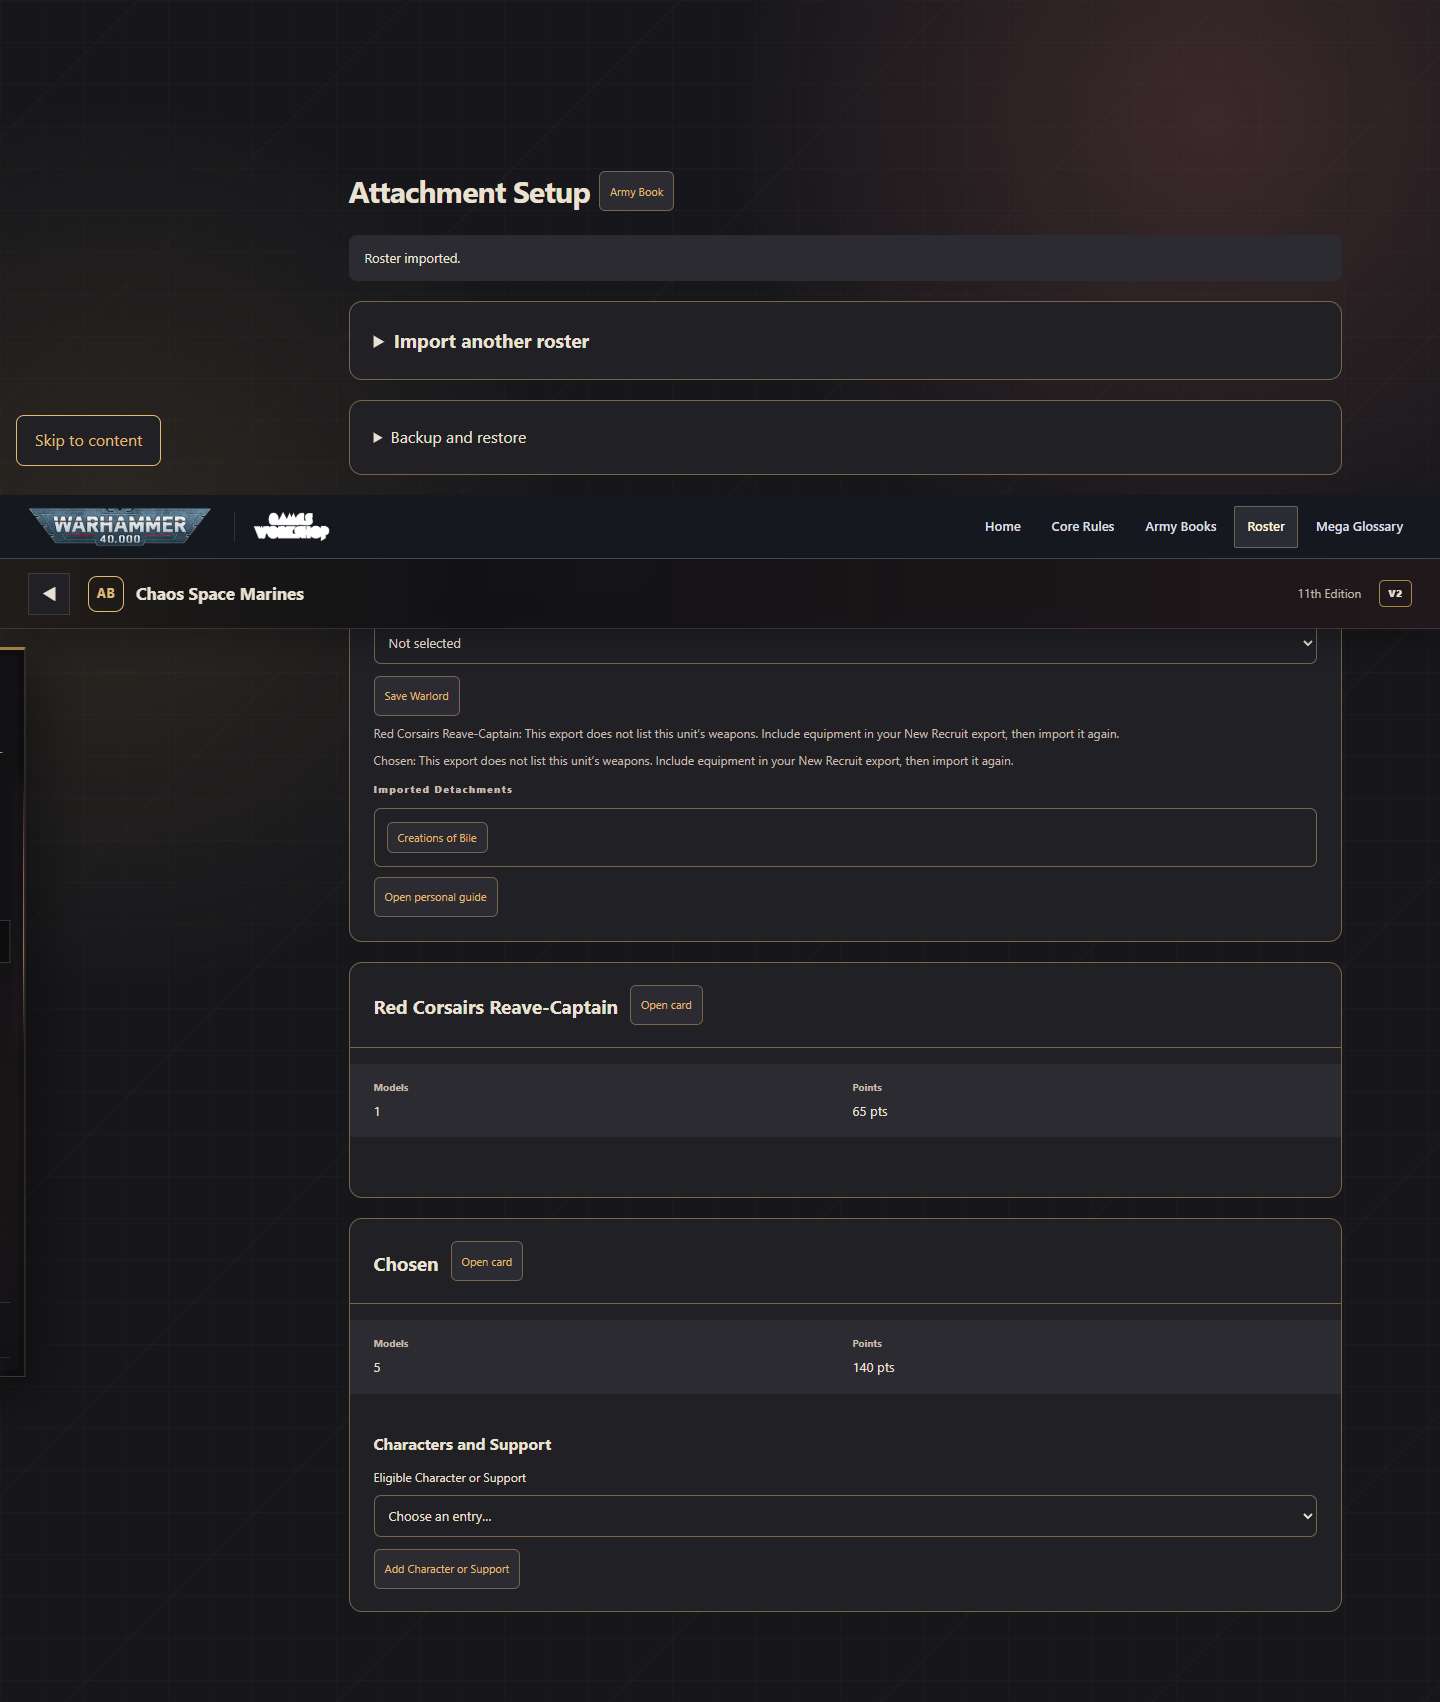 Attachment Setup
Army Book
Roster imported.
Import another roster
Backup and restore
Skip to content
WARHAMMER
40,000
GAMES
WORKSHOP
Home
Core Rules
Army Books
Roster
Mega Glossary
AB
Chaos Space Marines
11th Edition
V2
Not selected
Save Warlord
Red Corsairs Reave-Captain: This export does not list this unit's weapons. Include equipment in your New Recruit export, then import it again.
Chosen: This export does not list this unit's weapons. Include equipment in your New Recruit export, then import it again.
Imported Detachments
Creations of Bile
Open personal guide
Red Corsairs Reave-Captain
Open card
Models
Points
1
65 pts
Chosen
Open card
Models
Points
5
140 pts
Characters and Support
Eligible Character or Support
Choose an entry...
Add Character or Support